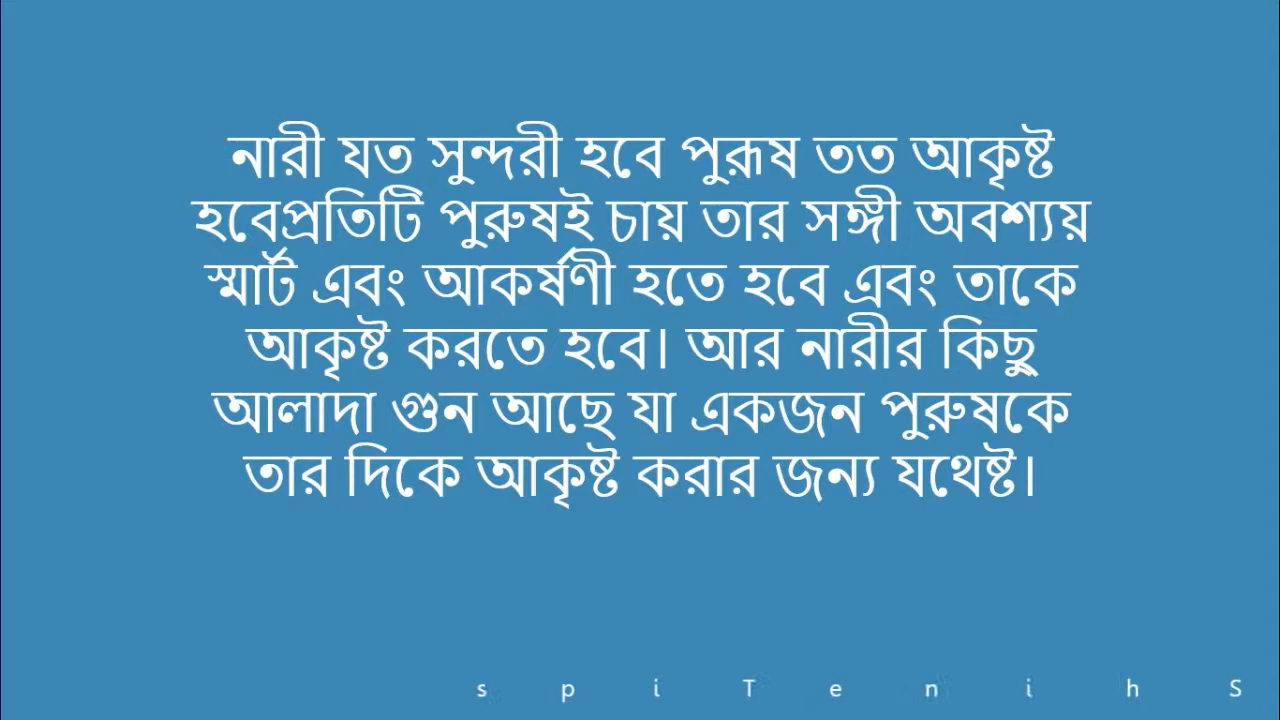 নারী যত সুন্দরী হবে পুরূষ তত আকৃষ্ট
হবেপ্রতিটি পুরুষই চায় তার সঙ্গী অবশ্যয়
স্মার্ট এবং আকর্ষণী হতে হবে এবং তাকে
আকৃষ্ট করতে হবে। আর নারীর কিছুু
আলাদা গুন আছে যা একজন পুরুষকে
তার দিকে আকৃষ্ট করার জন্য যথেষ্ট।
s p i T e n i h S